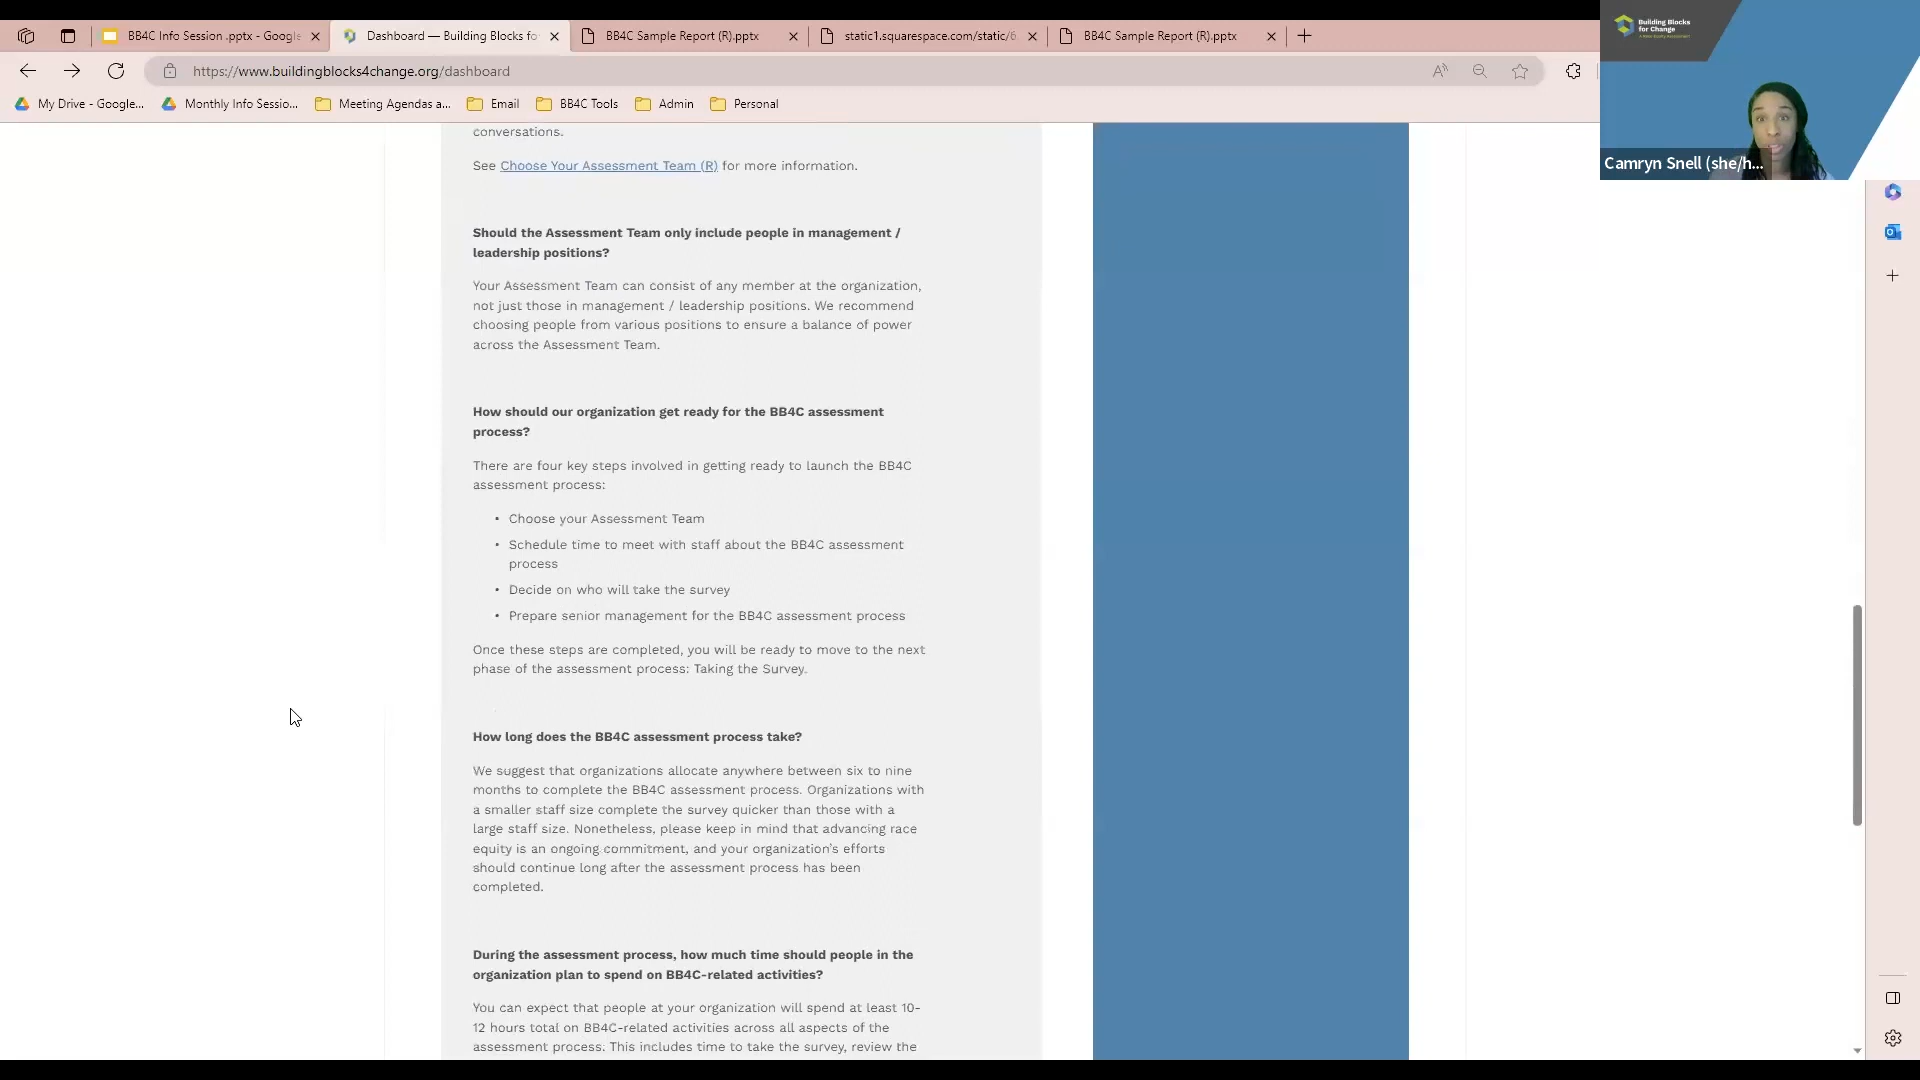 BB4C Info Session .pptx - Google
Dashboard — Building Blocks fo
BB4C Sample Report (R).pptx
static1.squarespace.com/static/6
BB4C Sample Report (R).pptx
https://www.buildingblocks4change.org/dashboard
My Drive - Google...
Monthly Info Sessio...
Meeting Agendas a...
Email
BB4C Tools
Admin
Personal
Building Blocks
for Change
Camryn Snell (she/h...
conversations.
See Choose Your Assessment Team (R) for more information.
Should the Assessment Team only include people in management /
leadership positions?
Your Assessment Team can consist of any member at the organization,
not just those in management / leadership positions. We recommend
choosing people from various positions to ensure a balance of power
across the Assessment Team.
How should our organization get ready for the BB4C assessment
process?
There are four key steps involved in getting ready to launch the BB4C
assessment process:
• Choose your Assessment Team
• Schedule time to meet with staff about the BB4C assessment
process
• Decide on who will take the survey
• Prepare senior management for the BB4C assessment process
Once these steps are completed, you will be ready to move to the next
phase of the assessment process: Taking the Survey.
How long does the BB4C assessment process take?
We suggest that organizations allocate anywhere between six to nine
months to complete the BB4C assessment process. Organizations with
a smaller staff size complete the survey quicker than those with a
large staff size. Nonetheless, please keep in mind that advancing race
equity is an ongoing commitment, and your organization's efforts
should continue long after the assessment process has been
completed.
During the assessment process, how much time should people in the
organization plan to spend on BB4C-related activities?
You can expect that people at your organization will spend at least 10-
12 hours total on BB4C-related activities across all aspects of the
assessment process. This includes time to take the survey, review the